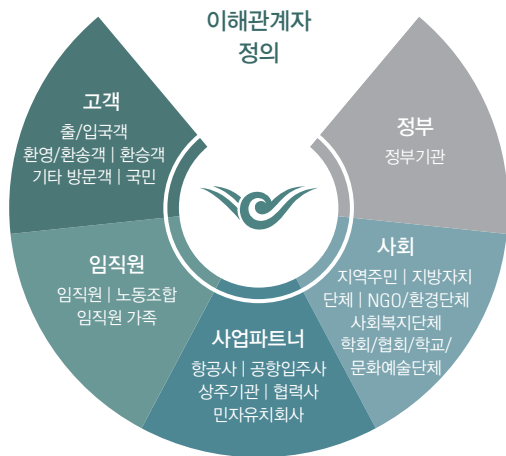 이해관계자
정의
고객
출/입국객
환영/환송객 | 환승객
기타 방문객 | 국민
임직원
임직원 | 노동조합
임직원 가족
사업파트너
항공사 | 공항입주사
상주기관 | 협력사
민자유치회사
사회
지역주민 | 지방자치
단체 | NGO/환경단체
사회복지단체
학회/협회/학교/
문화예술단체
정부
정부기관